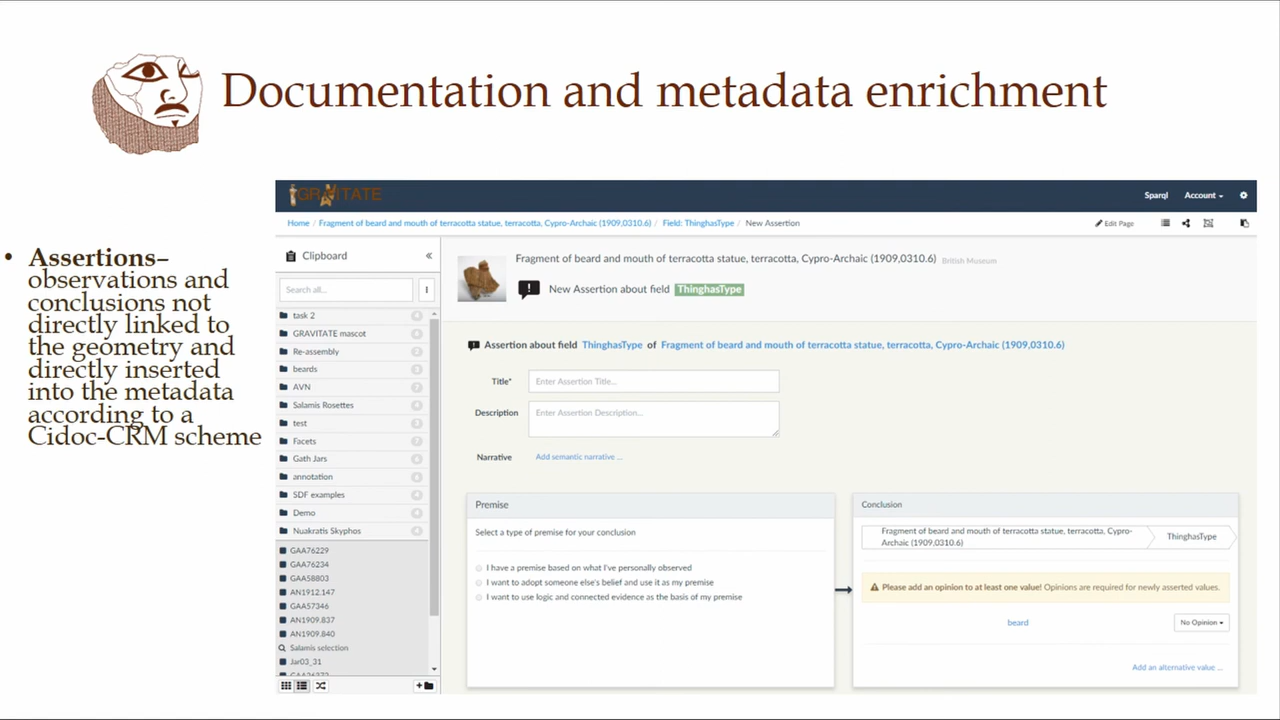 Documentation and metadata enrichment
• Assertions–
observations and
conclusions not
directly linked to
the geometry and
directly inserted
into the metadata
according to a
Cidoc-CRM scheme
GRAVITATE
Sparql
Account
Home / Fragment of beard and mouth of terracotta statue, terracotta, Cypro-Archaic (1909,0310.6) / Field: ThinghasType / New Assertion
Edit Page
Clipboard
«
Search all...
task 2
GRAVITATE mascot
Re-assembly
beards
AVN
Salamis Rosettes
test
Facets
Gath Jars
annotation
SDF examples
Demo
Nuakratis Skyphos
GAA76229
GAA76234
GAA58803
AN1912.147
GAA57346
AN1909.837
AN1909.840
Salamis selection
Jar03_31
Fragment of beard and mouth of terracotta statue, terracotta, Cypro-Archaic (1909,0310.6) British Museum
New Assertion about field ThinghasType
Assertion about field ThinghasType of Fragment of beard and mouth of terracotta statue, terracotta, Cypro-Archaic (1909,0310.6)
Title*
Enter Assertion Title...
Description
Enter Assertion Description...
Narrative
Add semantic narrative ...
Premise
Select a type of premise for your conclusion
I have a premise based on what I've personally observed
I want to adopt someone else's belief and use it as my premise
I want to use logic and connected evidence as the basis of my premise
Conclusion
Fragment of beard and mouth of terracotta statue, terracotta, Cypro-
Archaic (1909,0310.6)
ThinghasType
Please add an opinion to at least one value! Opinions are required for newly asserted values.
beard
No Opinion
Add an alternative value ...